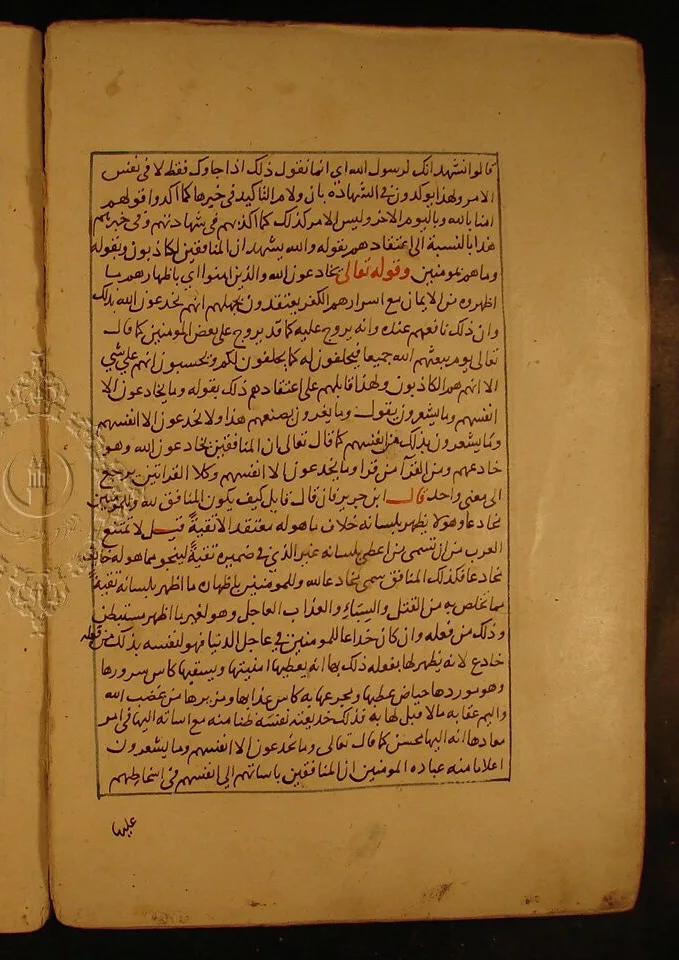 قالوا نشهد انك لرسول الله اي انما نقول ذلك اذا جاوك فقط لا في نفس
الامر ولهذا يوكدون في الشهادة بان ولام التاكيد في خبرها كما اكدوا قولهم
امنا بالله وباليوم الاخر وليس الامر كذلك كما اكذبهم في شهادتهم وفي خبرهم
هذا بالنسبة الى اعتقادهم بقوله والله يشهد ان المنافقين لكاذبون وبقوله
وما هم بمومنين وقوله تعالى يخادعون الله والذين امنوا اي باظهارهم ما
اظهروه من الايمان مع اسرارهم الكفر يعتقدون بجهلهم انهم يخدعون الله بذلك
وان ذلك نافعهم عنده وانه يروج عليه كما قد يروج على بعض المومنين كما قال
تعالى يوم يبعثهم الله جميعا فيحلفون له كما يحلفون لكم ويحسبون انهم على شي
الا انهم هم الكاذبون ولهذا قابلهم على اعتقادهم ذلك بقوله وما يخادعون الا
انفسهم وما يشعرون يقول وما يغرون بصنعهم هذا ولا يخدعون الا انفسهم
وما يشعرون بذلك من انفسهم كما قال تعالى ان المنافقين يخادعون الله وهو
خادعهم ومن القرآ من قرا وما يخدعون الا انفسهم وكلا القراتين يرجع
الى معنى واحد قال ابن جرير فان قال قايل كيف يكون المنافق لله وللمومنين
مخادعا وهو لا يظهر بلسانه خلاف ما هو له معتقد الا تقيةً قيل لا تمتنع
العرب من ان تسمى من اعطى بلسانه غير الذي في ضميره تقيةً لينجو مما هو له خائف
مخادعا فكذلك المنافق سمى مخادعا لله وللمومنين باظهاره ما اظهر بلسانه تقيةً
مما تخلص به من القتل والسباء والعذاب العاجل وهو لغير ما اظهر مستبطن
وذلك من فعله وان كان خداعا للمومنين في عاجل الدنيا فهو لنفسه بذلك من فعله
خادع لانه يظهر لها بفعله ذلك بها انه يعطيها امنيتها ويسقيها كاس سرورها
وهو موردها حياض عطبها ومجرعها به كاس عذابها ومزيرها من غضب الله
واليم عقابه ما لا قبل لها به فذلك خديعته نفسه ظنا منه مع اساته اليها في امر
معادها انه اليها محسن كما قال تعالى وما يخدعون الا انفسهم وما يشعرون
اعلاما منه عباده المومنين ان المنافقين باساتهم الى انفسهم في اسخاطهم
عليها